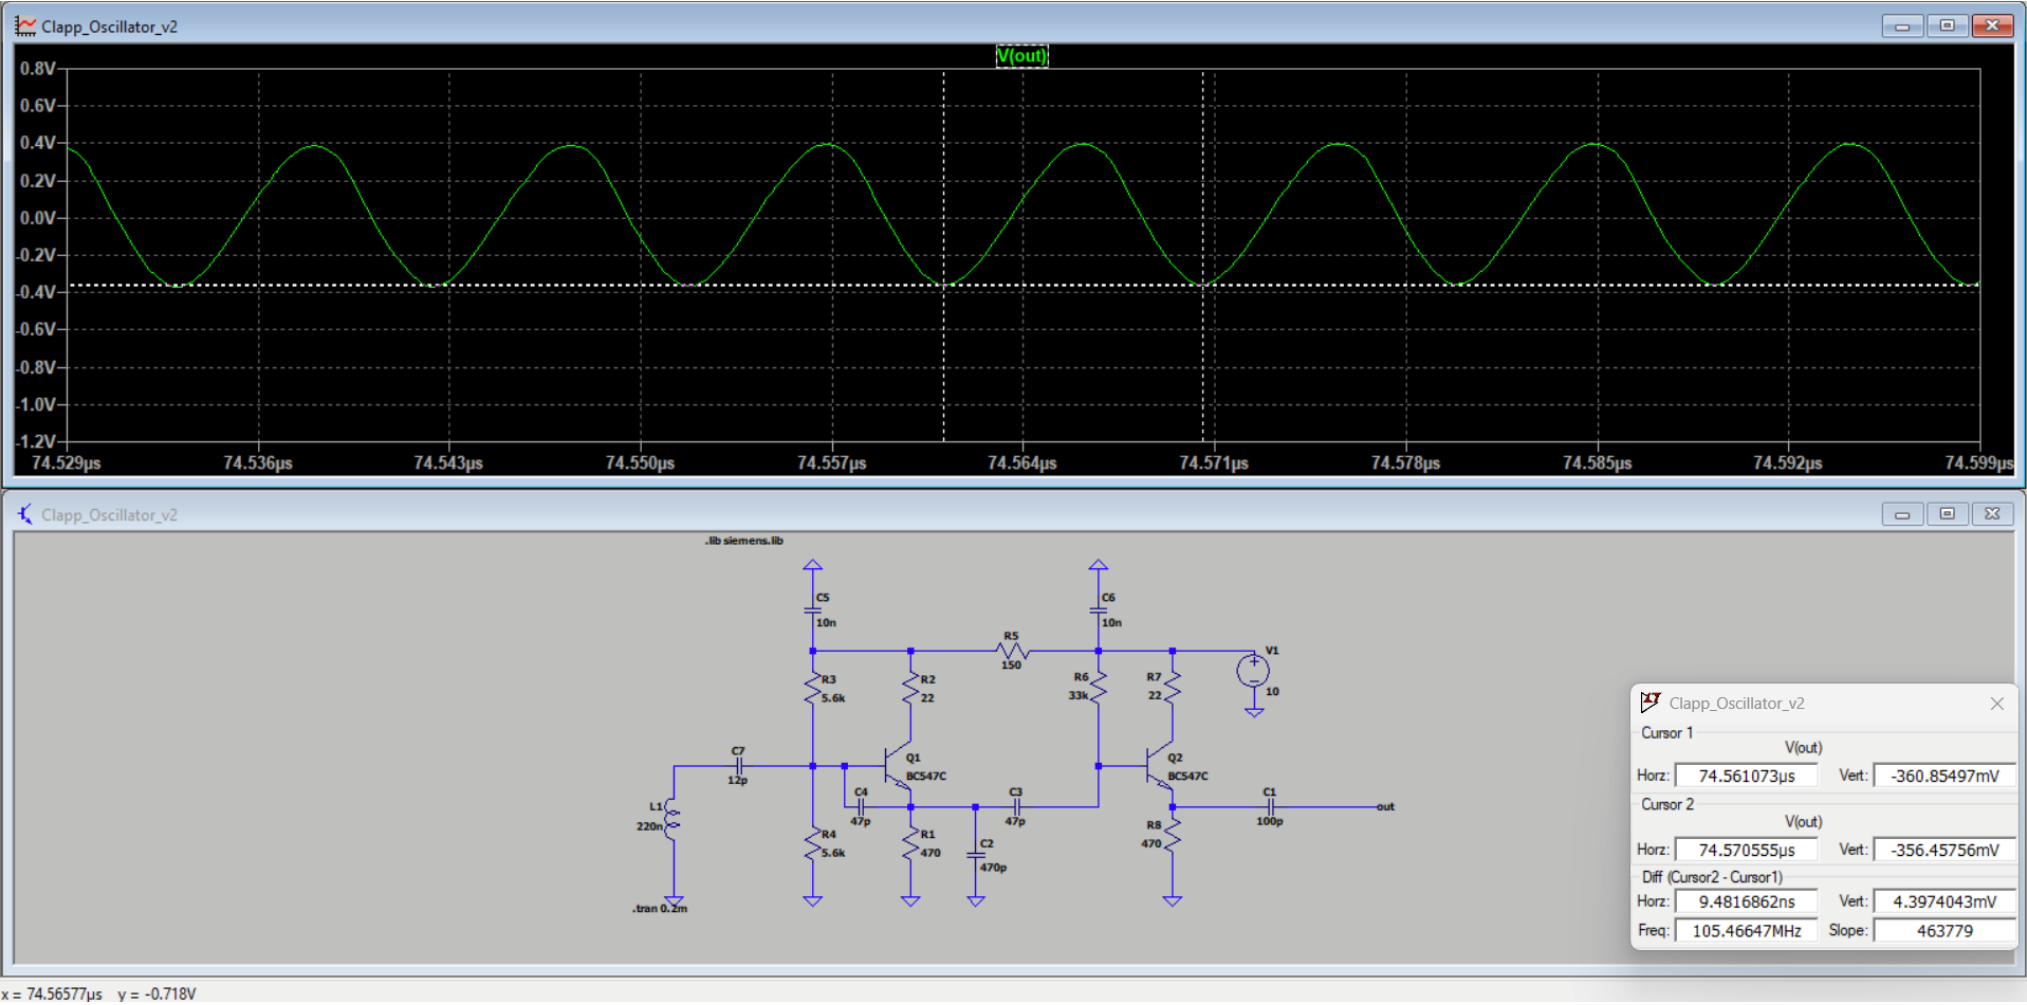 Clapp_Oscillator_v2
V(out)
0.8V
0.6V
0.4V
0.2V
0.0V
-0.2V
-0.4V
-0.6V
-0.8V
-1.0V
-1.2V
74.529µs 74.536µs 74.543µs 74.550µs 74.557µs 74.564µs 74.571µs 74.578µs 74.585µs 74.592µs 74.599µs
Clapp_Oscillator_v2
.lib siemens.lib
C5
10n
C6
10n
R5
150
V1
10
R3
5.6k
R2
22
R6
33k
R7
22
C7
12p
Q1
BC547C
Q2
BC547C
L1
220n
C4
47p
C3
47p
C1
100p
out
R4
5.6k
R1
470
C2
470p
R8
470
.tran 0.2m
Clapp_Oscillator_v2
Cursor 1
V(out)
Horz: 74.561073µs Vert: -360.85497mV
Cursor 2
V(out)
Horz: 74.570555µs Vert: -356.45756mV
Diff (Cursor2 - Cursor1)
Horz: 9.4816862ns Vert: 4.3974043mV
Freq: 105.46647MHz Slope: 463779
x = 74.56577µs y = -0.718V